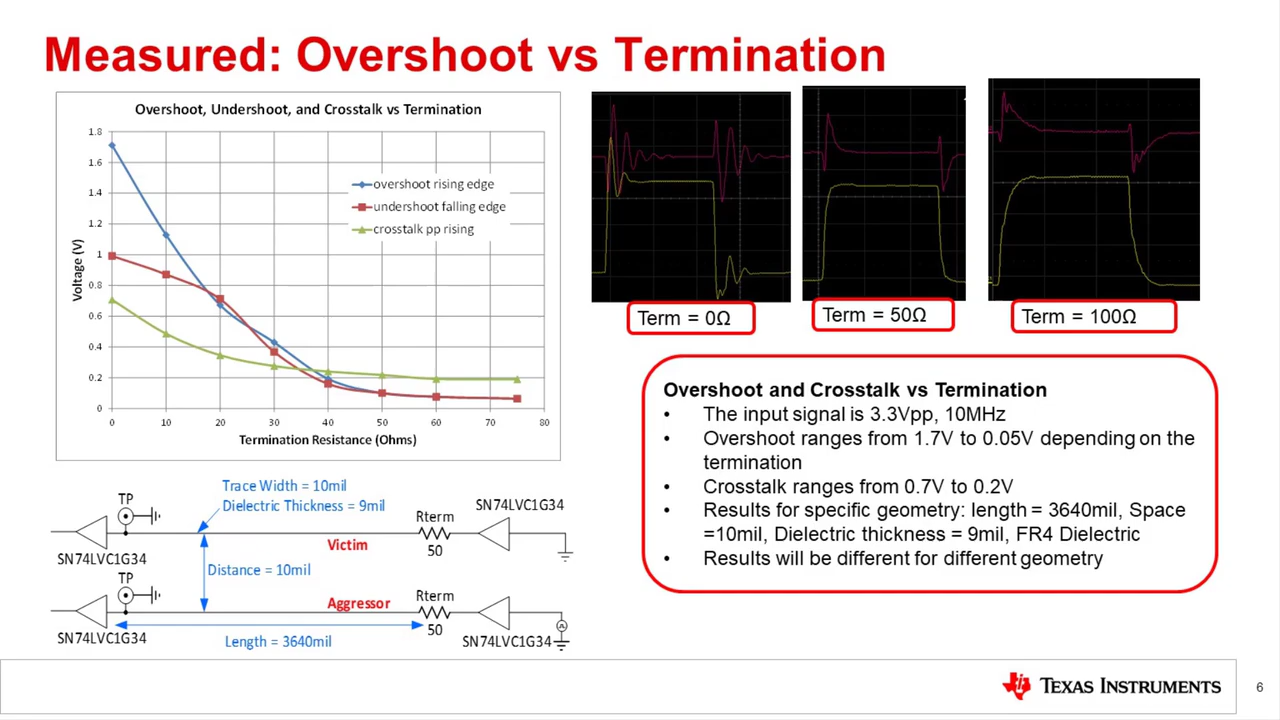 Measured: Overshoot vs Termination
Overshoot, Undershoot, and Crosstalk vs Termination
1.8
1.6
1.4
1.2
1
0.8
0.6
0.4
0.2
0
Voltage (V)
overshoot rising edge
undershoot falling edge
crosstalk pp rising
0 10 20 30 40 50 60 70 80
Termination Resistance (Ohms)
Term = 0Ω
Term = 50Ω
Term = 100Ω
Overshoot and Crosstalk vs Termination
• The input signal is 3.3Vpp, 10MHz
• Overshoot ranges from 1.7V to 0.05V depending on the
termination
• Crosstalk ranges from 0.7V to 0.2V
• Results for specific geometry: length = 3640mil, Space
=10mil, Dielectric thickness = 9mil, FR4 Dielectric
• Results will be different for different geometry
Trace Width = 10mil
Dielectric Thickness = 9mil
TP
SN74LVC1G34
Rterm
50
SN74LVC1G34
Victim
Distance = 10mil
TP
SN74LVC1G34
Aggressor
Rterm
50
SN74LVC1G34
Length = 3640mil
TEXAS INSTRUMENTS
6